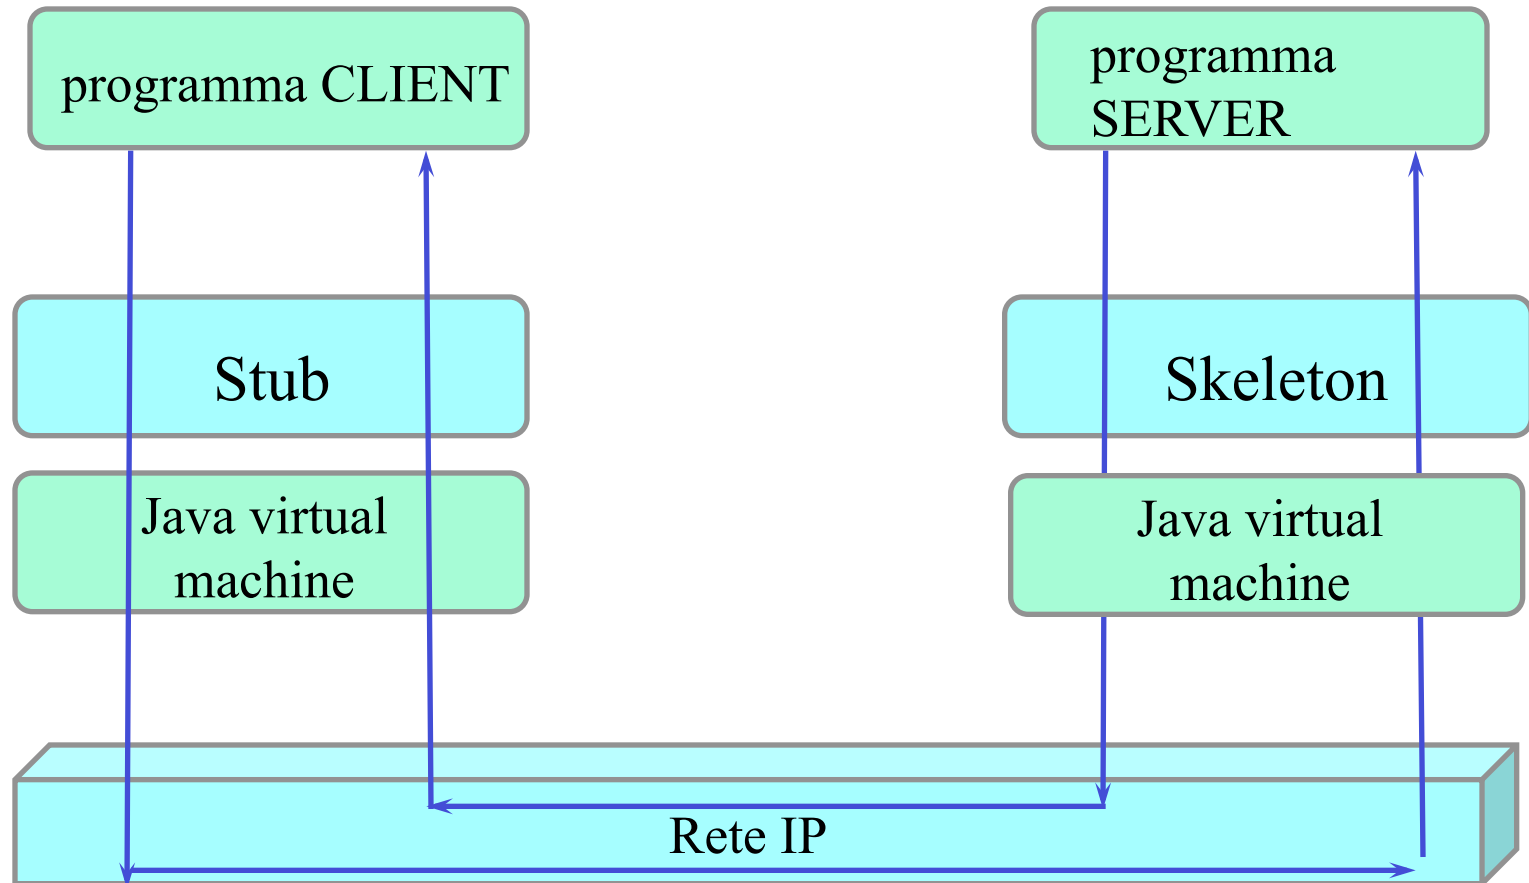 programma CLIENT
programma
SERVER
Stub
Skeleton
Java virtual
machine
Java virtual
machine
Rete IP